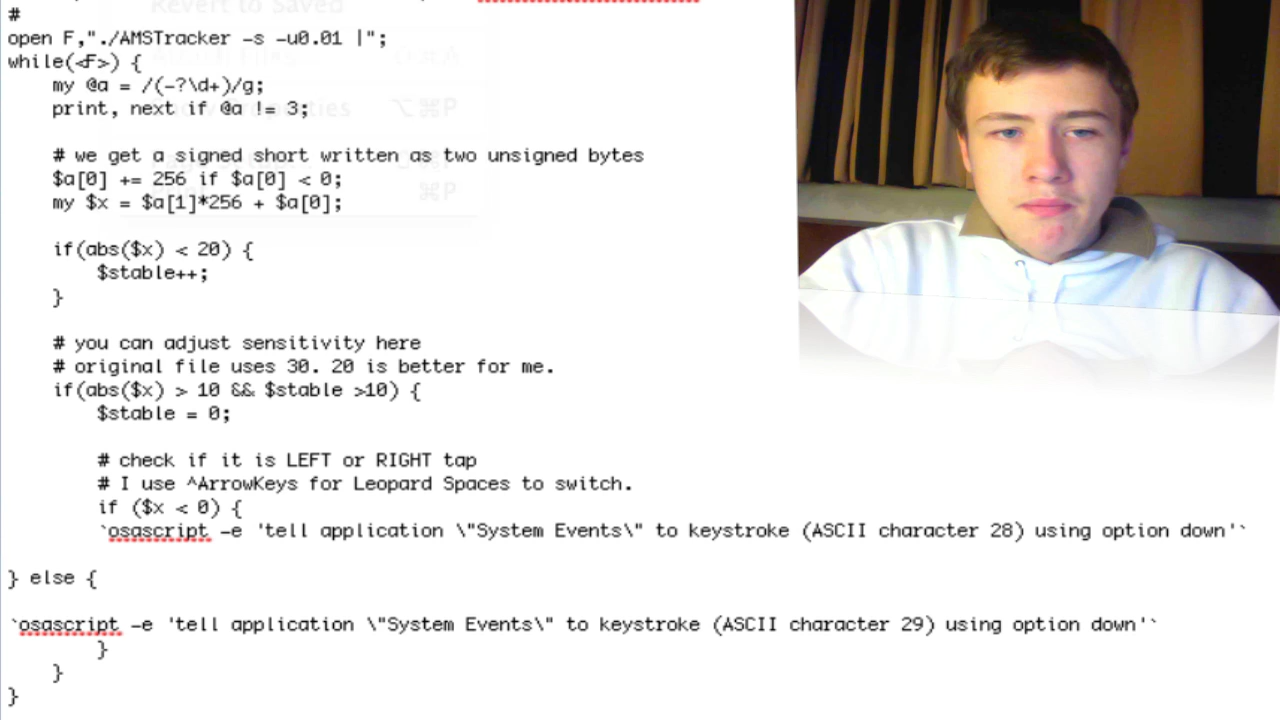 Revert to Saved
#
open F,"./AMSTracker -s -u0.01 |";
while(<F>) {
my @a = /(-?\d+)/g;
print, next if @a != 3;
⌥⌘P
# we get a signed short written as two unsigned bytes
$a[0] += 256 if $a[0] < 0;
my $x = $a[1]*256 + $a[0];
⌘P
if(abs($x) < 20) {
$stable++;
}
# you can adjust sensitivity here
# original file uses 30. 20 is better for me.
if(abs($x) > 10 && $stable >10) {
$stable = 0;
# check if it is LEFT or RIGHT tap
# I use ^ArrowKeys for Leopard Spaces to switch.
if ($x < 0) {
`osascript -e 'tell application \"System Events\" to keystroke (ASCII character 28) using option down'`
} else {
`osascript -e 'tell application \"System Events\" to keystroke (ASCII character 29) using option down'`
}
}
}